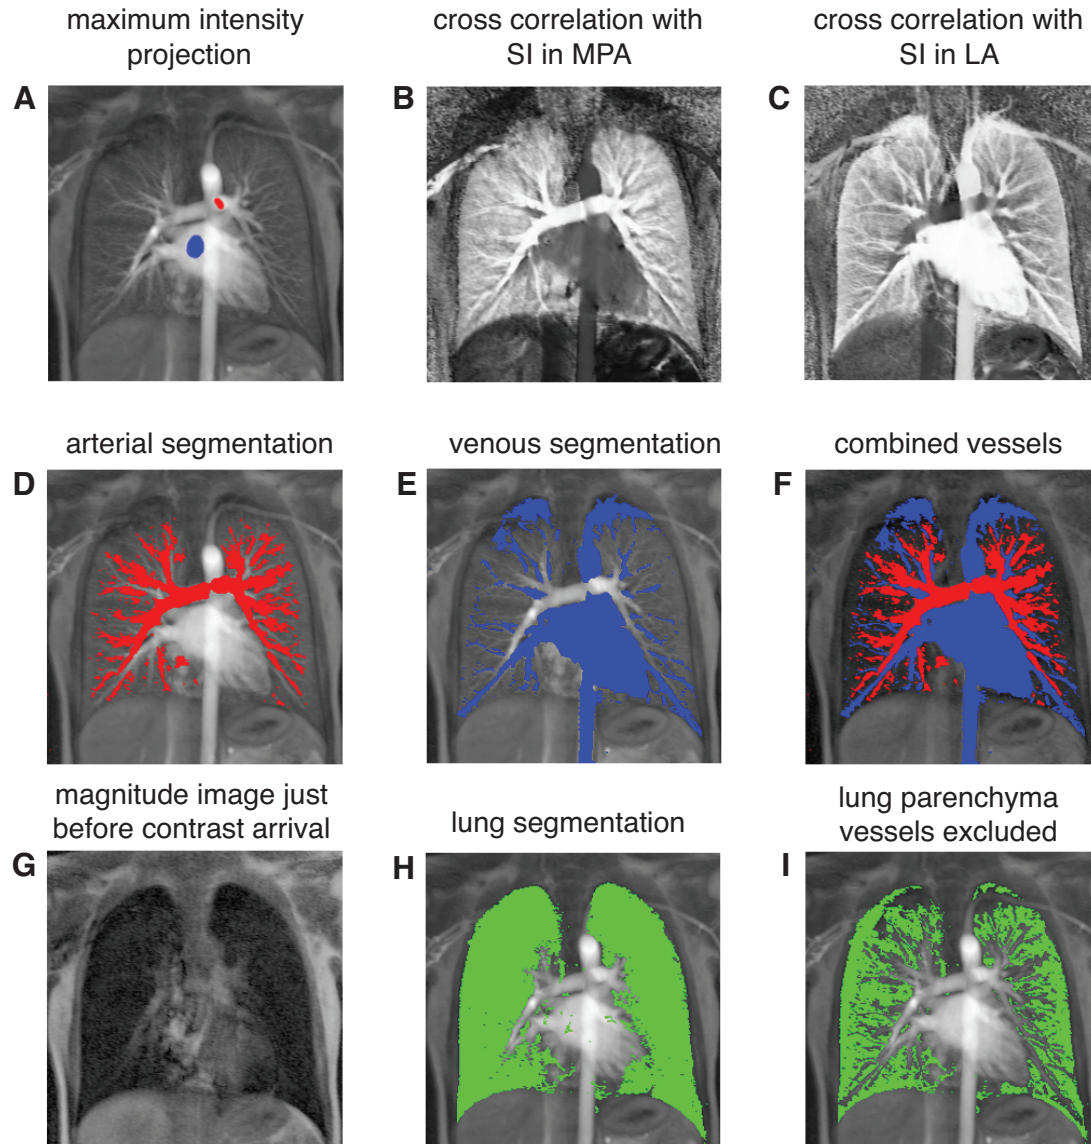 maximum intensity
projection
cross correlation with
SI in MPA
cross correlation with
SI in LA
A
B
C
arterial segmentation
venous segmentation
combined vessels
D
E
F
magnitude image just
before contrast arrival
lung segmentation
lung parenchyma
vessels excluded
G
H
I